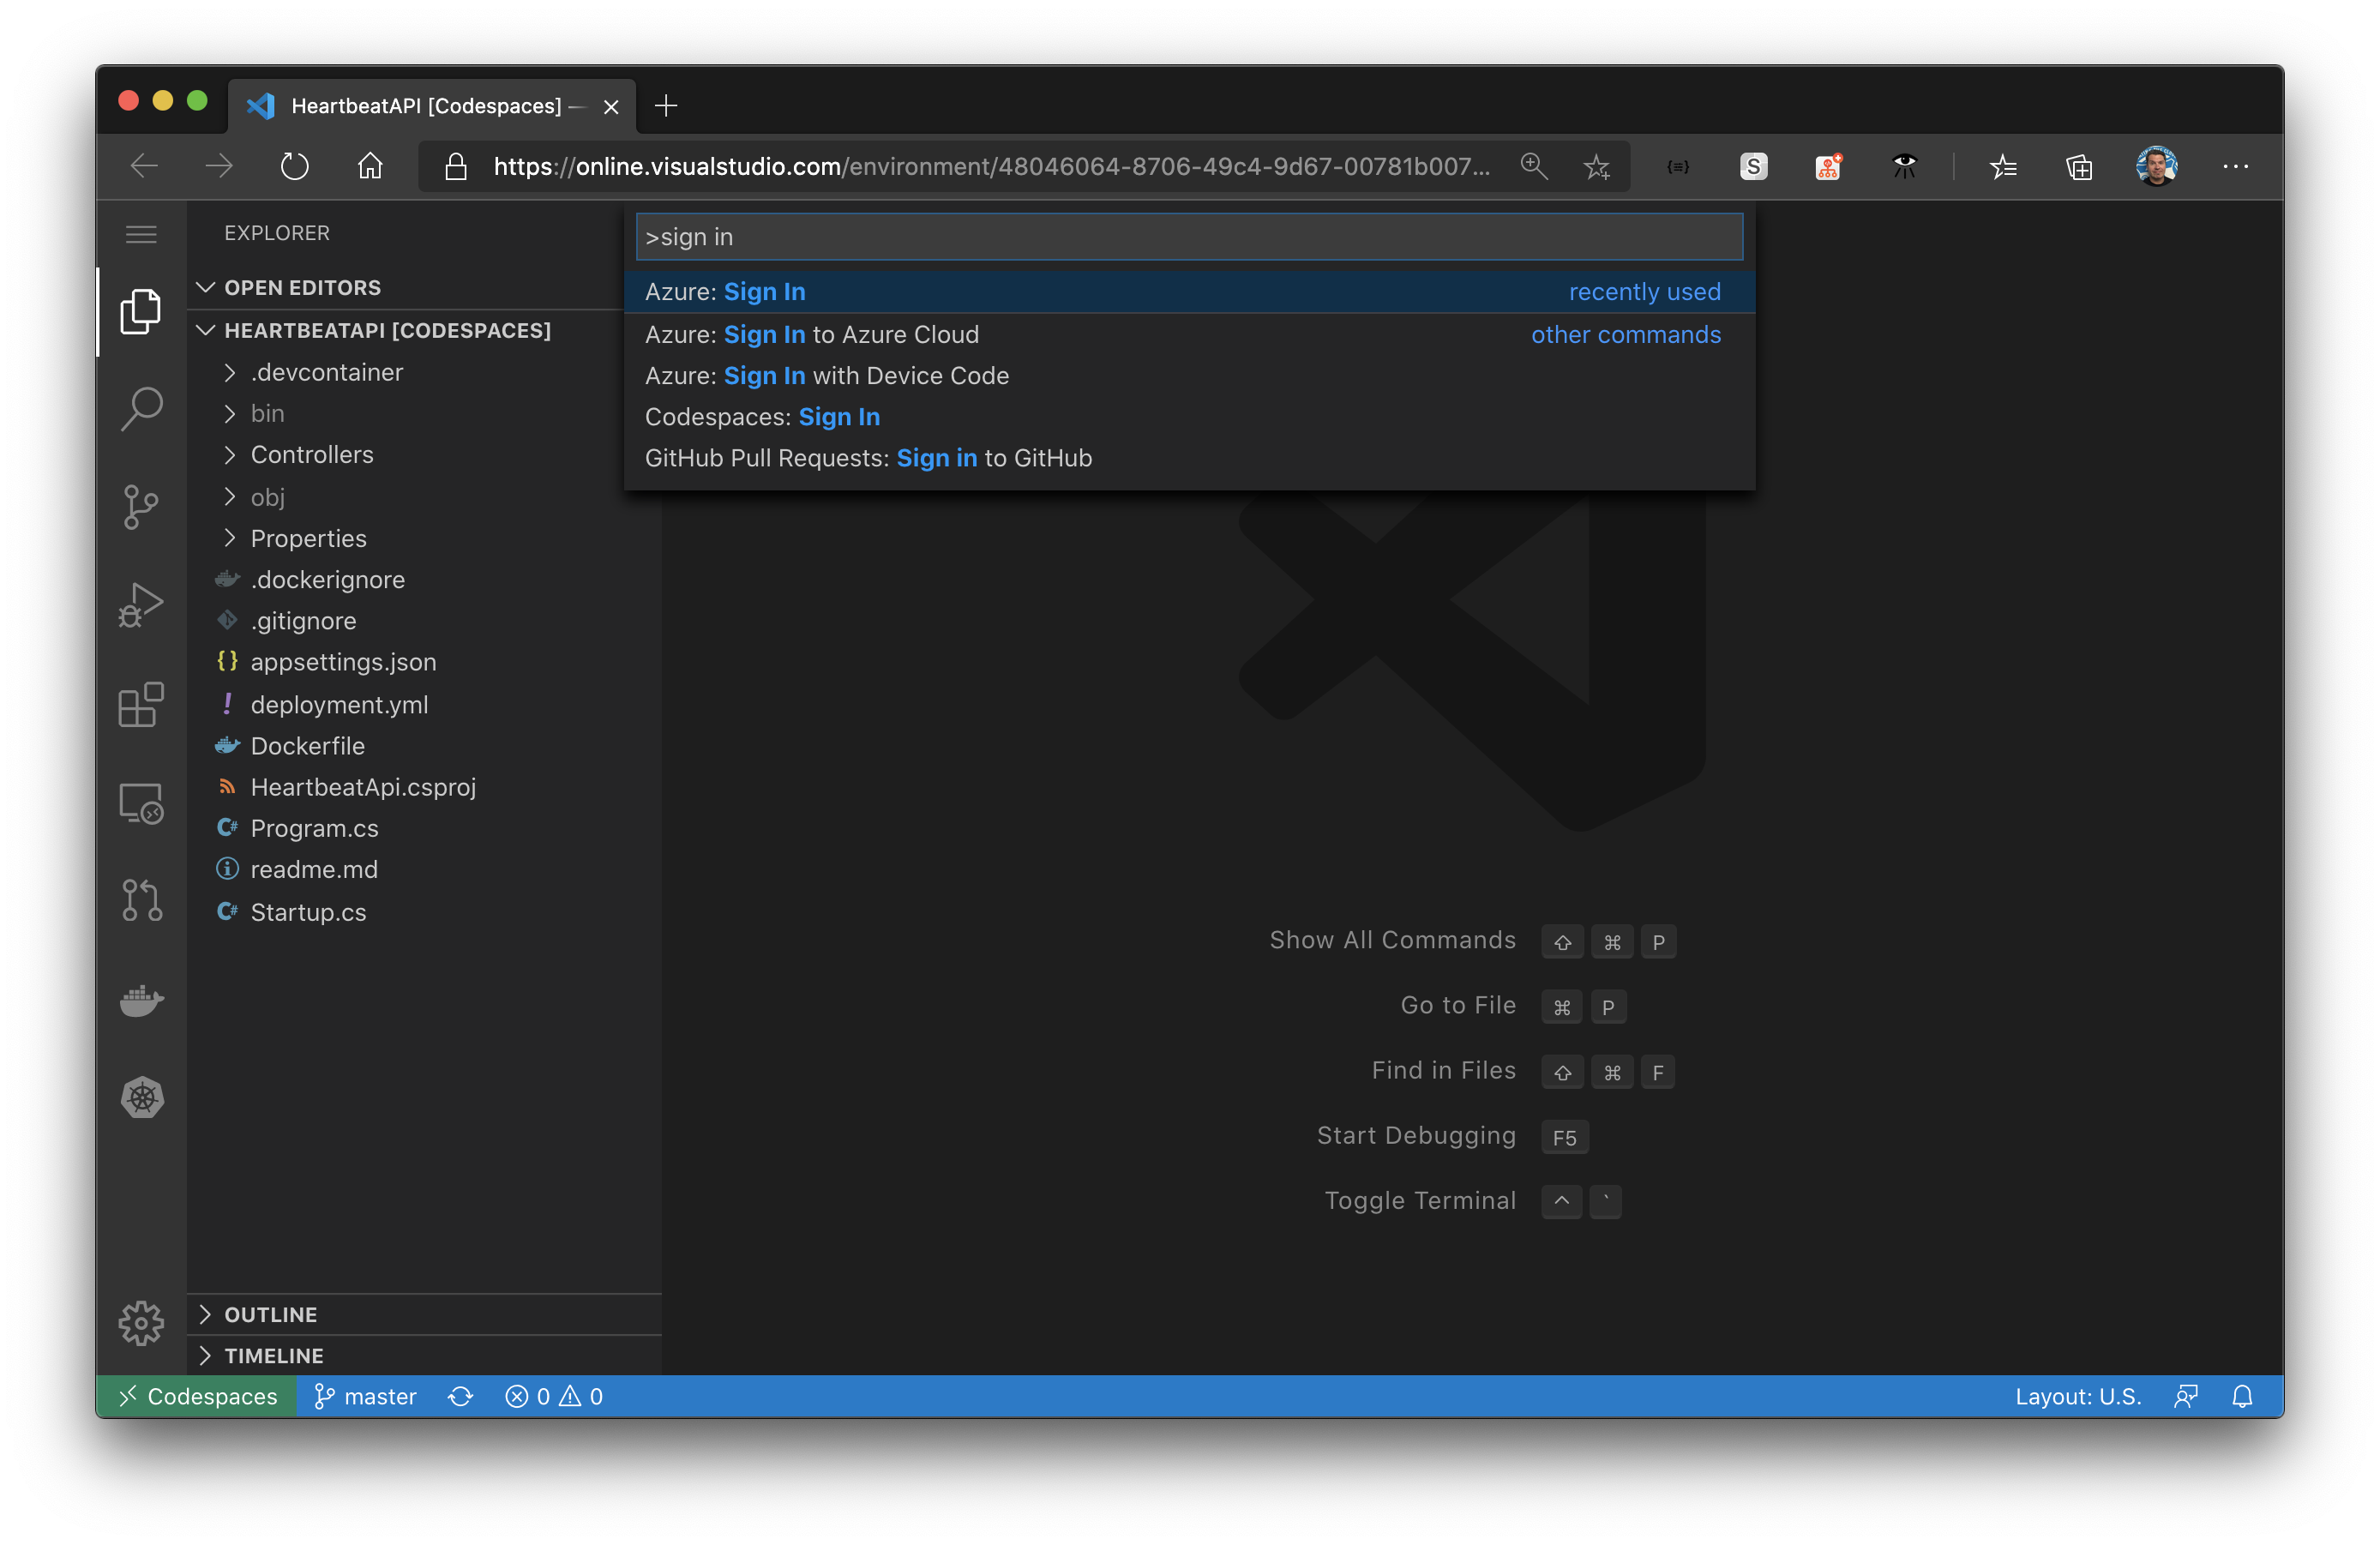 HeartbeatAPI [Codespaces] —
https://online.visualstudio.com/environment/48046064-8706-49c4-9d67-00781b007...
S
EXPLORER
OPEN EDITORS
HEARTBEATAPI [CODESPACES]
.devcontainer
bin
Controllers
obj
Properties
.dockerignore
.gitignore
appsettings.json
deployment.yml
Dockerfile
HeartbeatApi.csproj
Program.cs
readme.md
Startup.cs
OUTLINE
TIMELINE
>sign in
Azure: Sign In recently used
Azure: Sign In to Azure Cloud other commands
Azure: Sign In with Device Code
Codespaces: Sign In
GitHub Pull Requests: Sign in to GitHub
Show All Commands ⇧ ⌘ P
Go to File ⌘ P
Find in Files ⇧ ⌘ F
Start Debugging F5
Toggle Terminal ^ `
Codespaces master 0 0 Layout: U.S.